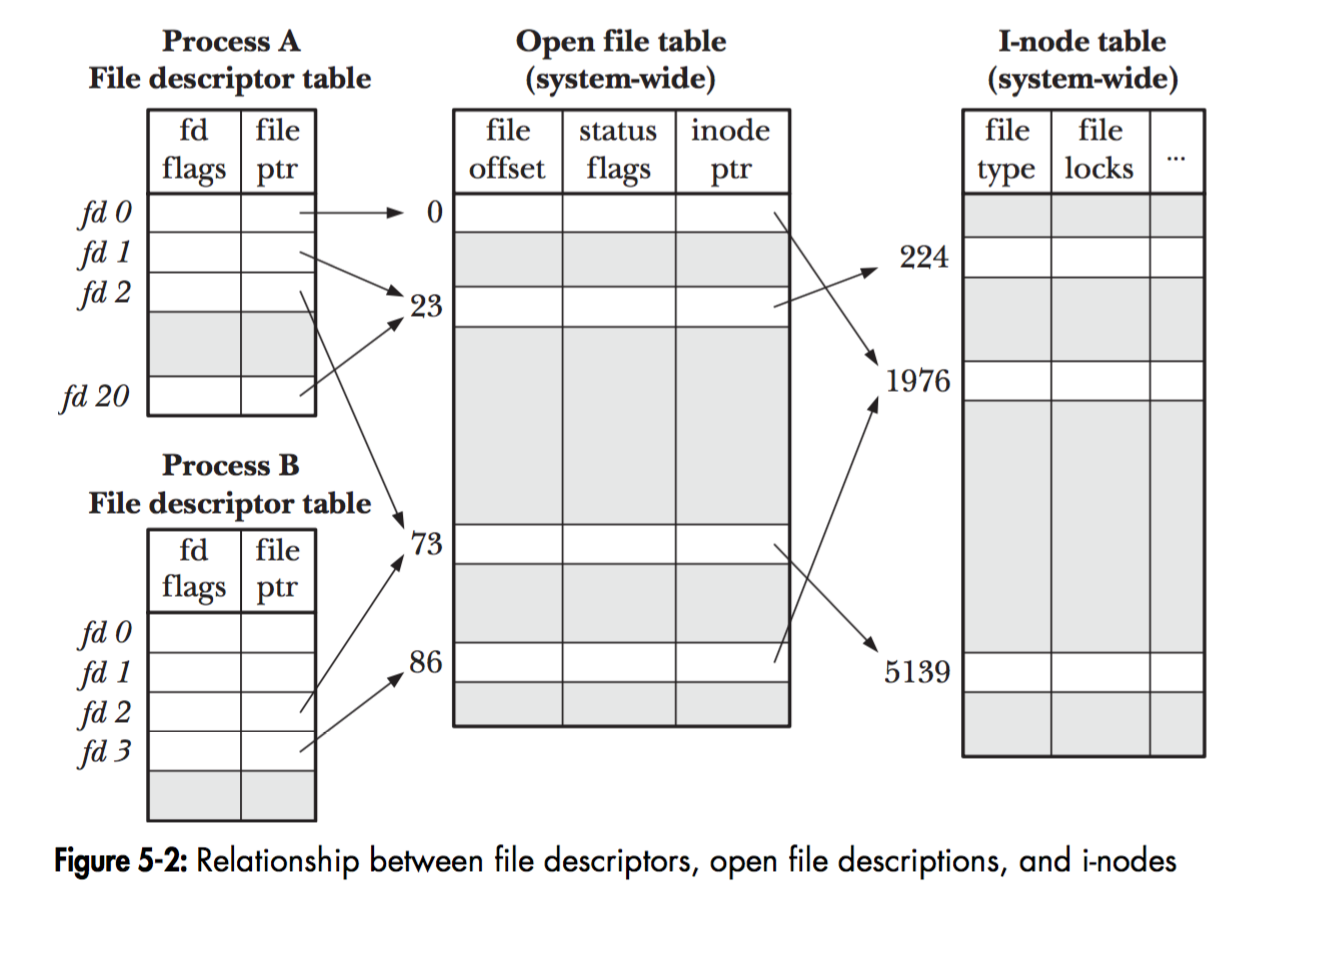 Process A
File descriptor table
fd flags
file ptr
fd 0
fd 1
fd 2
fd 20
Process B
File descriptor table
fd flags
file ptr
fd 0
fd 1
fd 2
fd 3
Open file table
(system-wide)
file offset
status flags
inode ptr
0
23
73
86
I-node table
(system-wide)
file type
file locks
...
224
1976
5139
Figure 5-2: Relationship between file descriptors, open file descriptions, and i-nodes